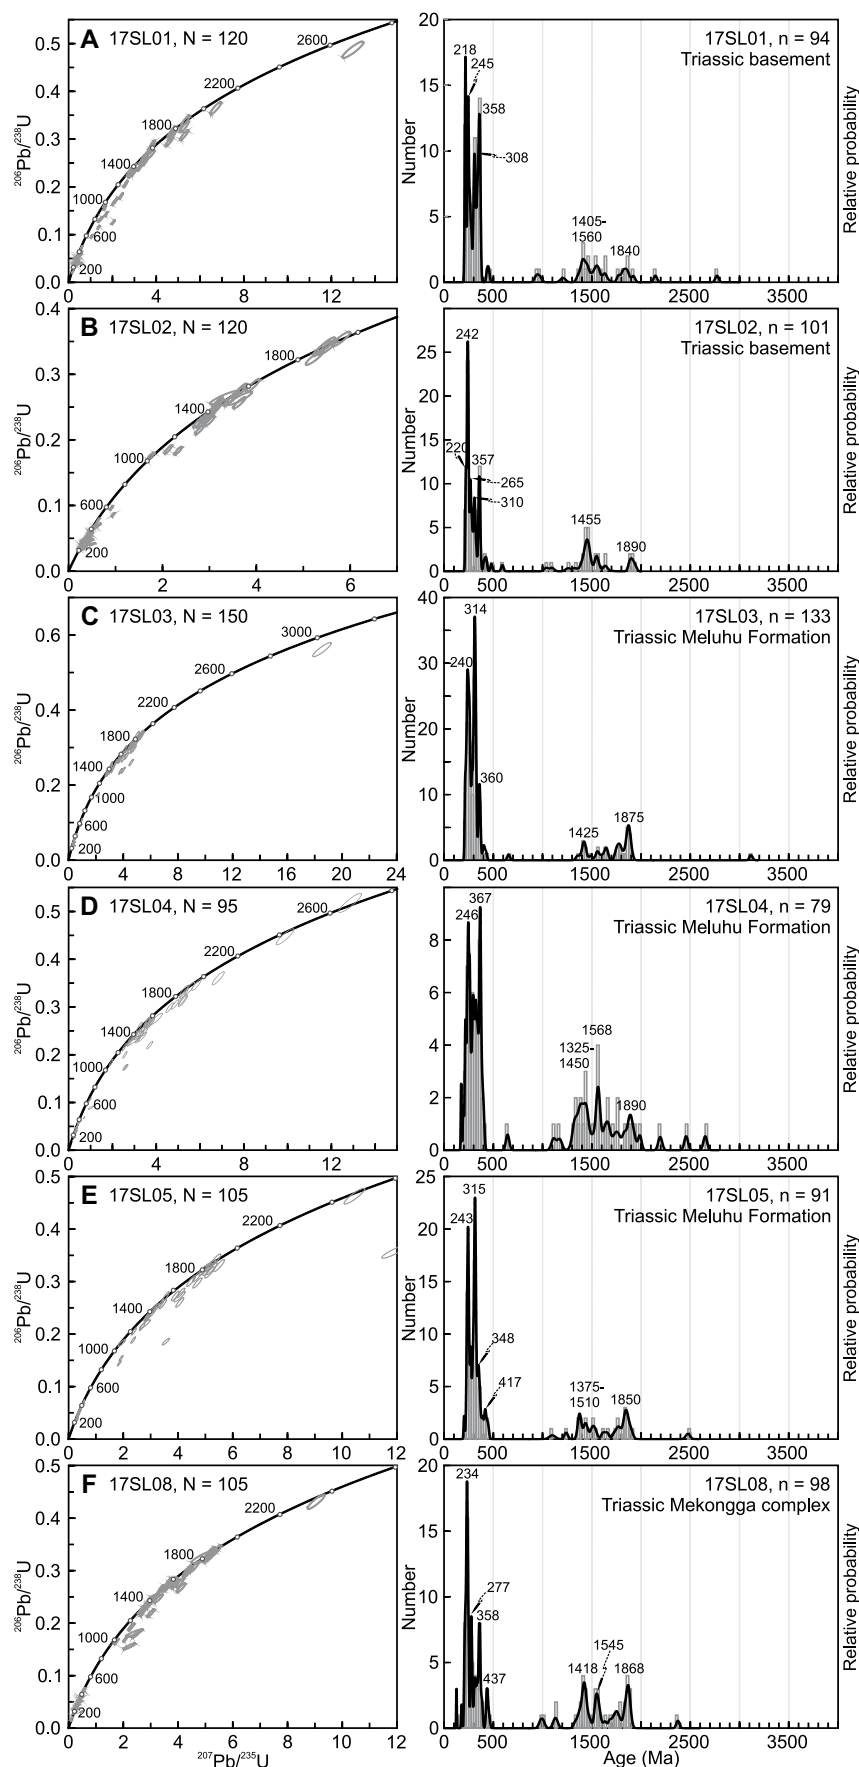 A 17SL01, N = 120
0.5
0.4
0.3
0.2
0.1
0.0
206Pb/238U
2600
2200
1800
1400
1000
600
200
0 4 8 12
20
15
10
5
0
Number
218
245
358
308
1405-
1560
1840
17SL01, n = 94
Triassic basement
Relative probability
500 1500 2500 4000
B 17SL02, N = 120
0.4
0.3
0.2
0.1
0.0
206Pb/238U
1800
1400
1000
600
200
0 2 4 6
25
20
15
10
5
0
Number
242
220
357
265
310
1455
1890
17SL02, n = 101
Triassic basement
Relative probability
500 1500 2500 4000
C 17SL03, N = 150
0.6
0.4
0.2
0.0
206Pb/238U
3000
2600
2200
1800
1400
1000
600
200
0 4 8 12 16 20 24
40
30
20
10
0
Number
314
240
360
1425
1875
17SL03, n = 133
Triassic Meluhu Formation
Relative probability
500 1500 2500 4000
D 17SL04, N = 95
0.5
0.4
0.3
0.2
0.1
0.0
206Pb/238U
2600
2200
1800
1400
1000
600
200
0 4 8 12
8
6
4
2
0
Number
367
246
1568
1325-
1450
1890
17SL04, n = 79
Triassic Meluhu Formation
Relative probability
500 1500 2500 4000
E 17SL05, N = 105
0.5
0.4
0.3
0.2
0.1
0.0
206Pb/238U
2200
1800
1400
1000
600
200
0 2 4 6 8 10 12
25
20
15
10
5
0
Number
315
243
348
417
1375-
1510
1850
17SL05, n = 91
Triassic Meluhu Formation
Relative probability
500 1500 2500 4000
F 17SL08, N = 105
0.5
0.4
0.3
0.2
0.1
0.0
206Pb/238U
2200
1800
1400
1000
600
200
0 2 4 6 8 10 12
207Pb/235U
20
15
10
5
0
Number
234
277
358
437
1545
1418
1868
17SL08, n = 98
Triassic Mekongga complex
Relative probability
500 1500 2500 4000
Age (Ma)